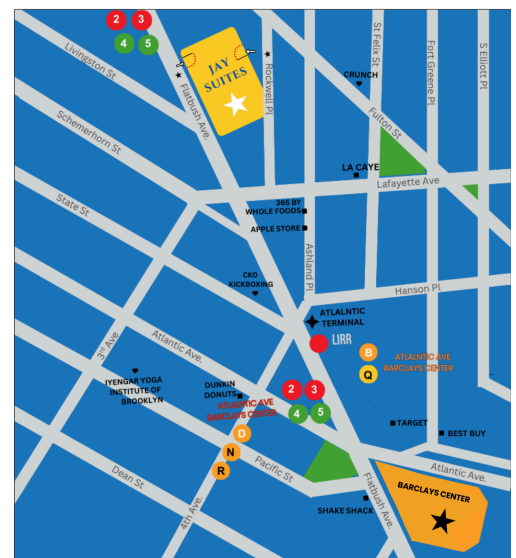 2 3
4 5
Livingston St
Flatbush Ave.
JAY
SUITES
Rockwell Pl
CRUNCH
St Felix St
Fort Greene Pl
S Elliott Pl
Fulton St
Schemerhorn St
State St
LA CAYE
Lafayette Ave
365 BY
WHOLE FOODS
APPLE STORE
Ashland Pl
CKO
KICKBOXING
Hanson Pl
ATLALNTIC
TERMINAL
LIRR
B
Q
ATLALNTIC AVE
BARCLAYS CENTER
3rd Ave
Atlantic Ave.
IYENGAR YOGA
INSTITUTE OF
BROOKLYN
DUNKIN
DONUTS
ATLALNTIC AVE
BARCLAYS CENTER
2 3
4 5
D
N
R
TARGET
BEST BUY
Pacific St
Dean St
4th Ave.
Atlantic Ave.
Flatbush Ave.
BARCLAYS CENTER
SHAKE SHACK